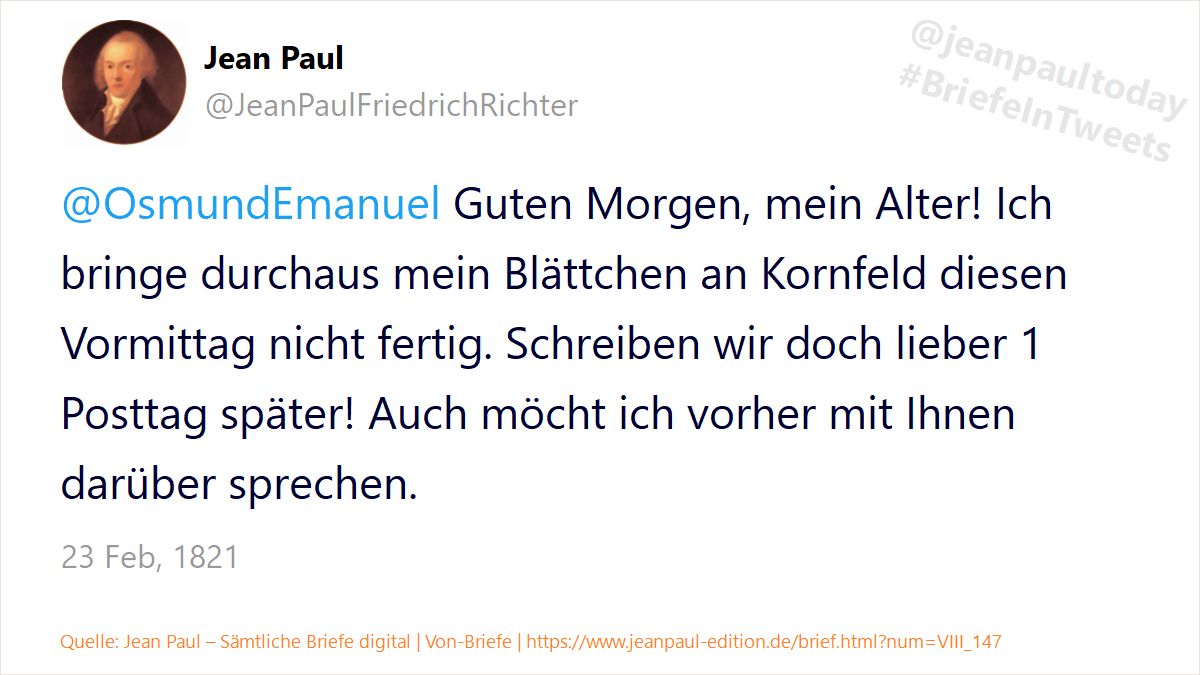 Jean Paul
@JeanPaulFriedrichRichter
@jeanpaultoday
#BriefeInTweets
@OsmundEmanuel Guten Morgen, mein Alter! Ich
bringe durchaus mein Blättchen an Kornfeld diesen
Vormittag nicht fertig. Schreiben wir doch lieber 1
Posttag später! Auch möcht ich vorher mit Ihnen
darüber sprechen.
23 Feb, 1821
Quelle: Jean Paul – Sämtliche Briefe digital | Von-Briefe | https://www.jeanpaul-edition.de/brief.html?num=VIII_147